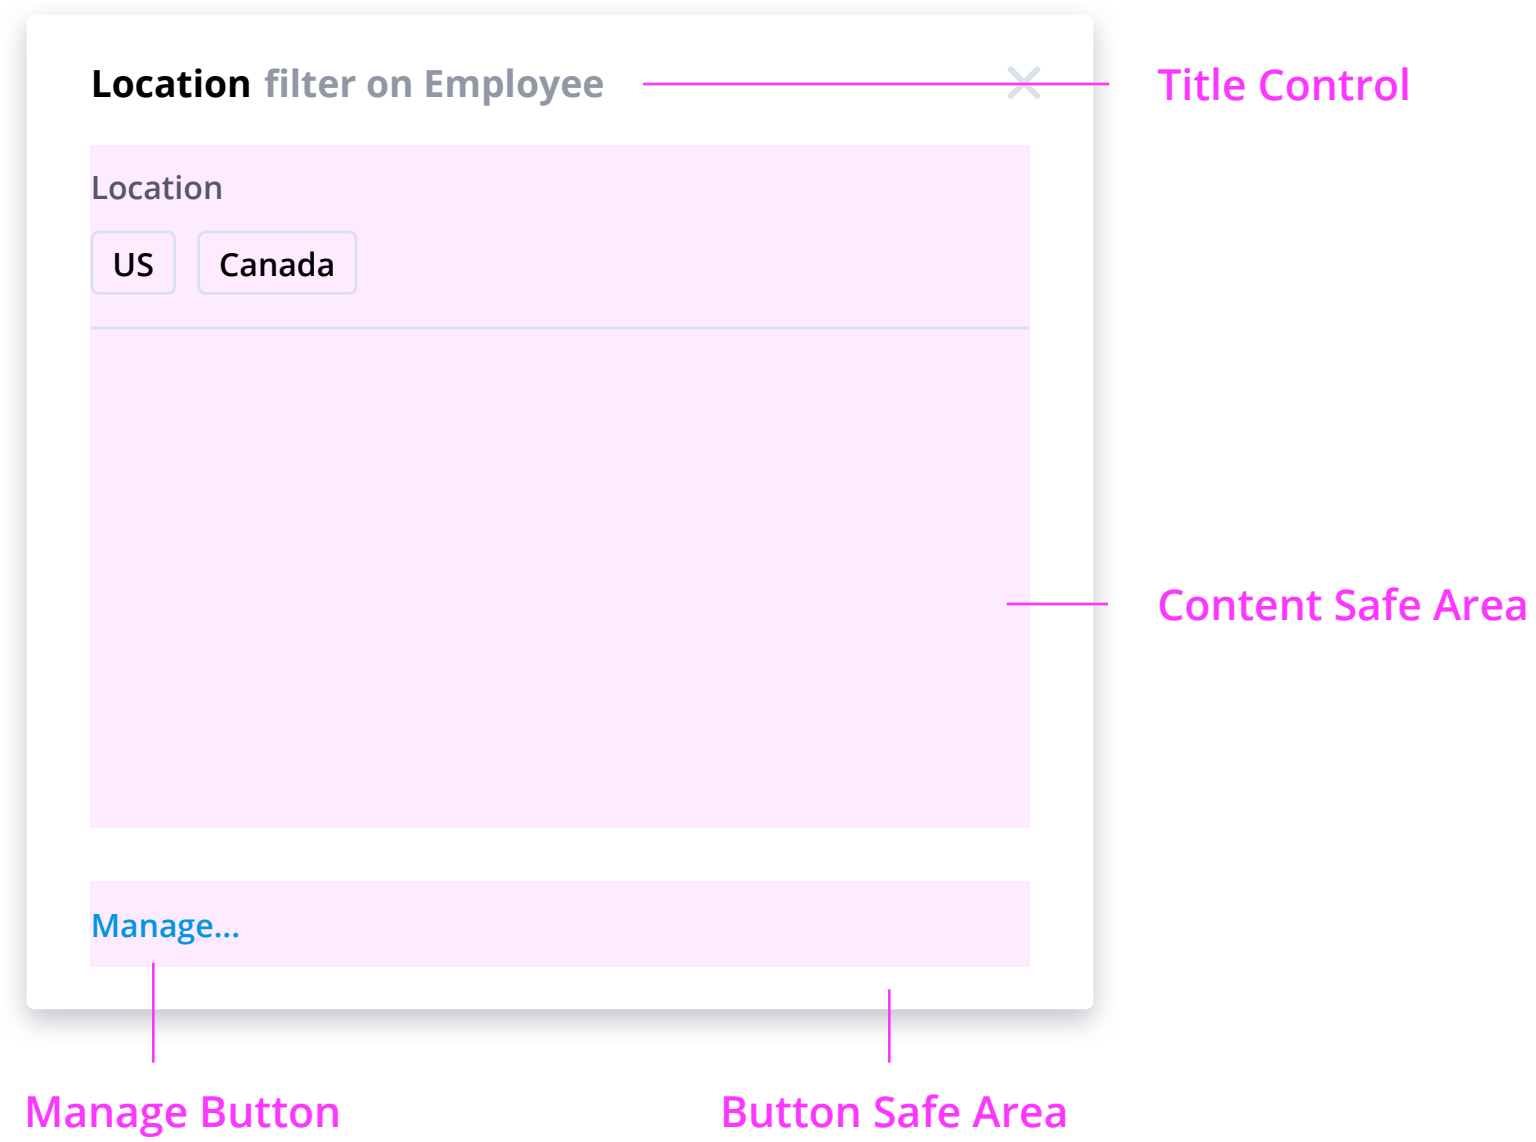 Location filter on Employee
Title Control
Location
US
Canada
Content Safe Area
Manage...
Manage Button
Button Safe Area